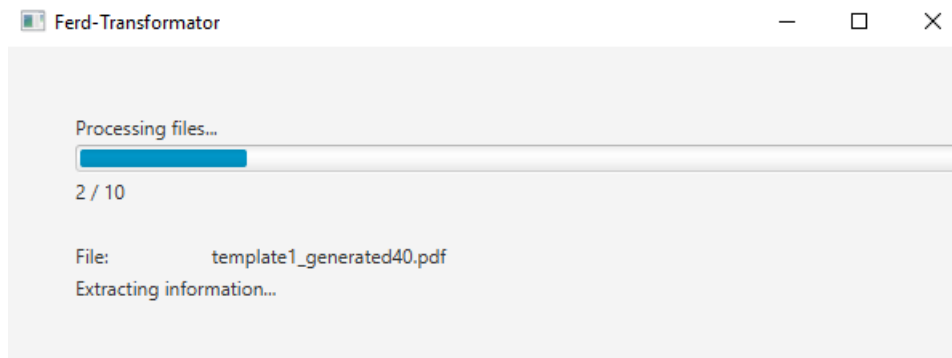 Ferd-Transformator
Processing files...
2 / 10
File: template1_generated40.pdf
Extracting information...